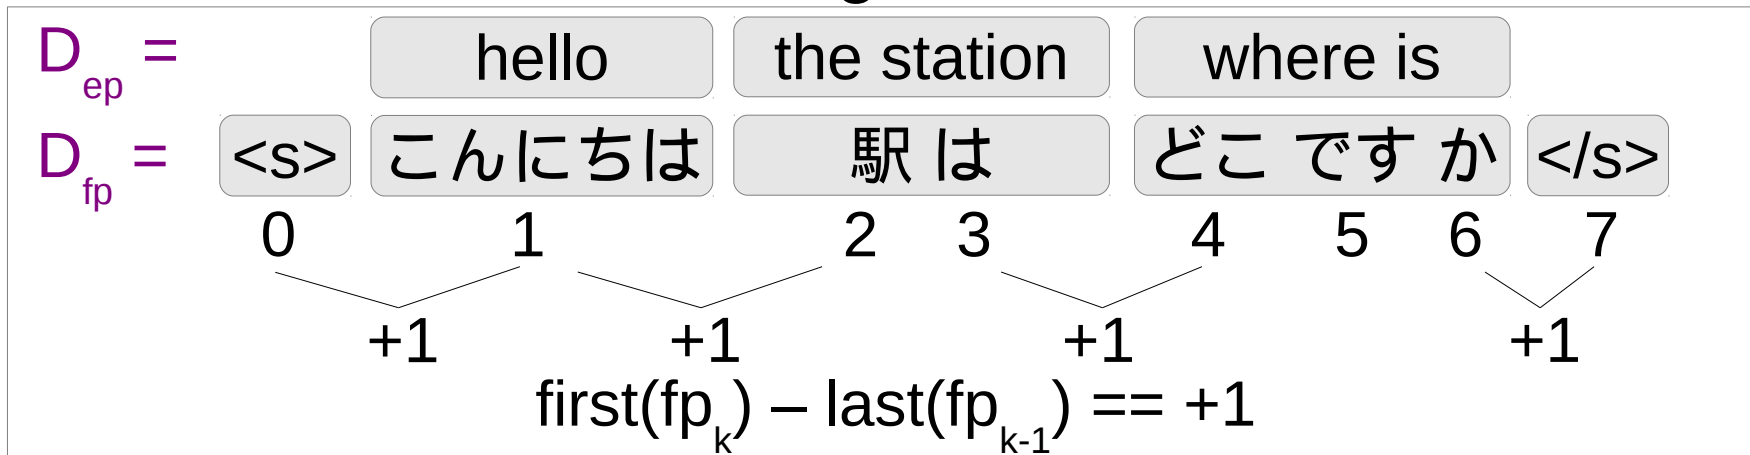 D_ep = hello the station where is
D_fp = <s> こんにちは 駅 は どこ です か </s>
0 1 2 3 4 5 6 7
+1 +1 +1 +1
first(fp_k) – last(fp_k-1) == +1